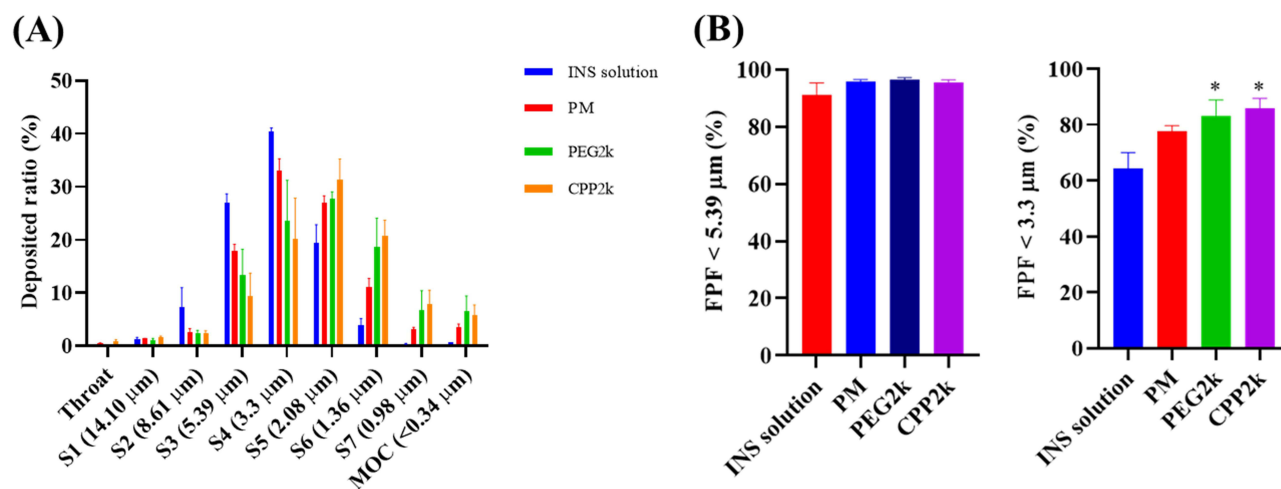 (A)
Deposited ratio (%)
50
40
30
20
10
0
Throat
S1 (14.10 μm)
S2 (8.61 μm)
S3 (5.39 μm)
S4 (3.3 μm)
S5 (2.08 μm)
S6 (1.36 μm)
S7 (0.98 μm)
MOC (<0.34 μm)
INS solution
PM
PEG2k
CPP2k
(B)
FPF < 5.39 μm (%)
100
80
60
40
20
0
INS solution
PM
PEG2k
CPP2k
FPF < 3.3 μm (%)
100
80
60
40
20
0
* *
INS solution
PM
PEG2k
CPP2k